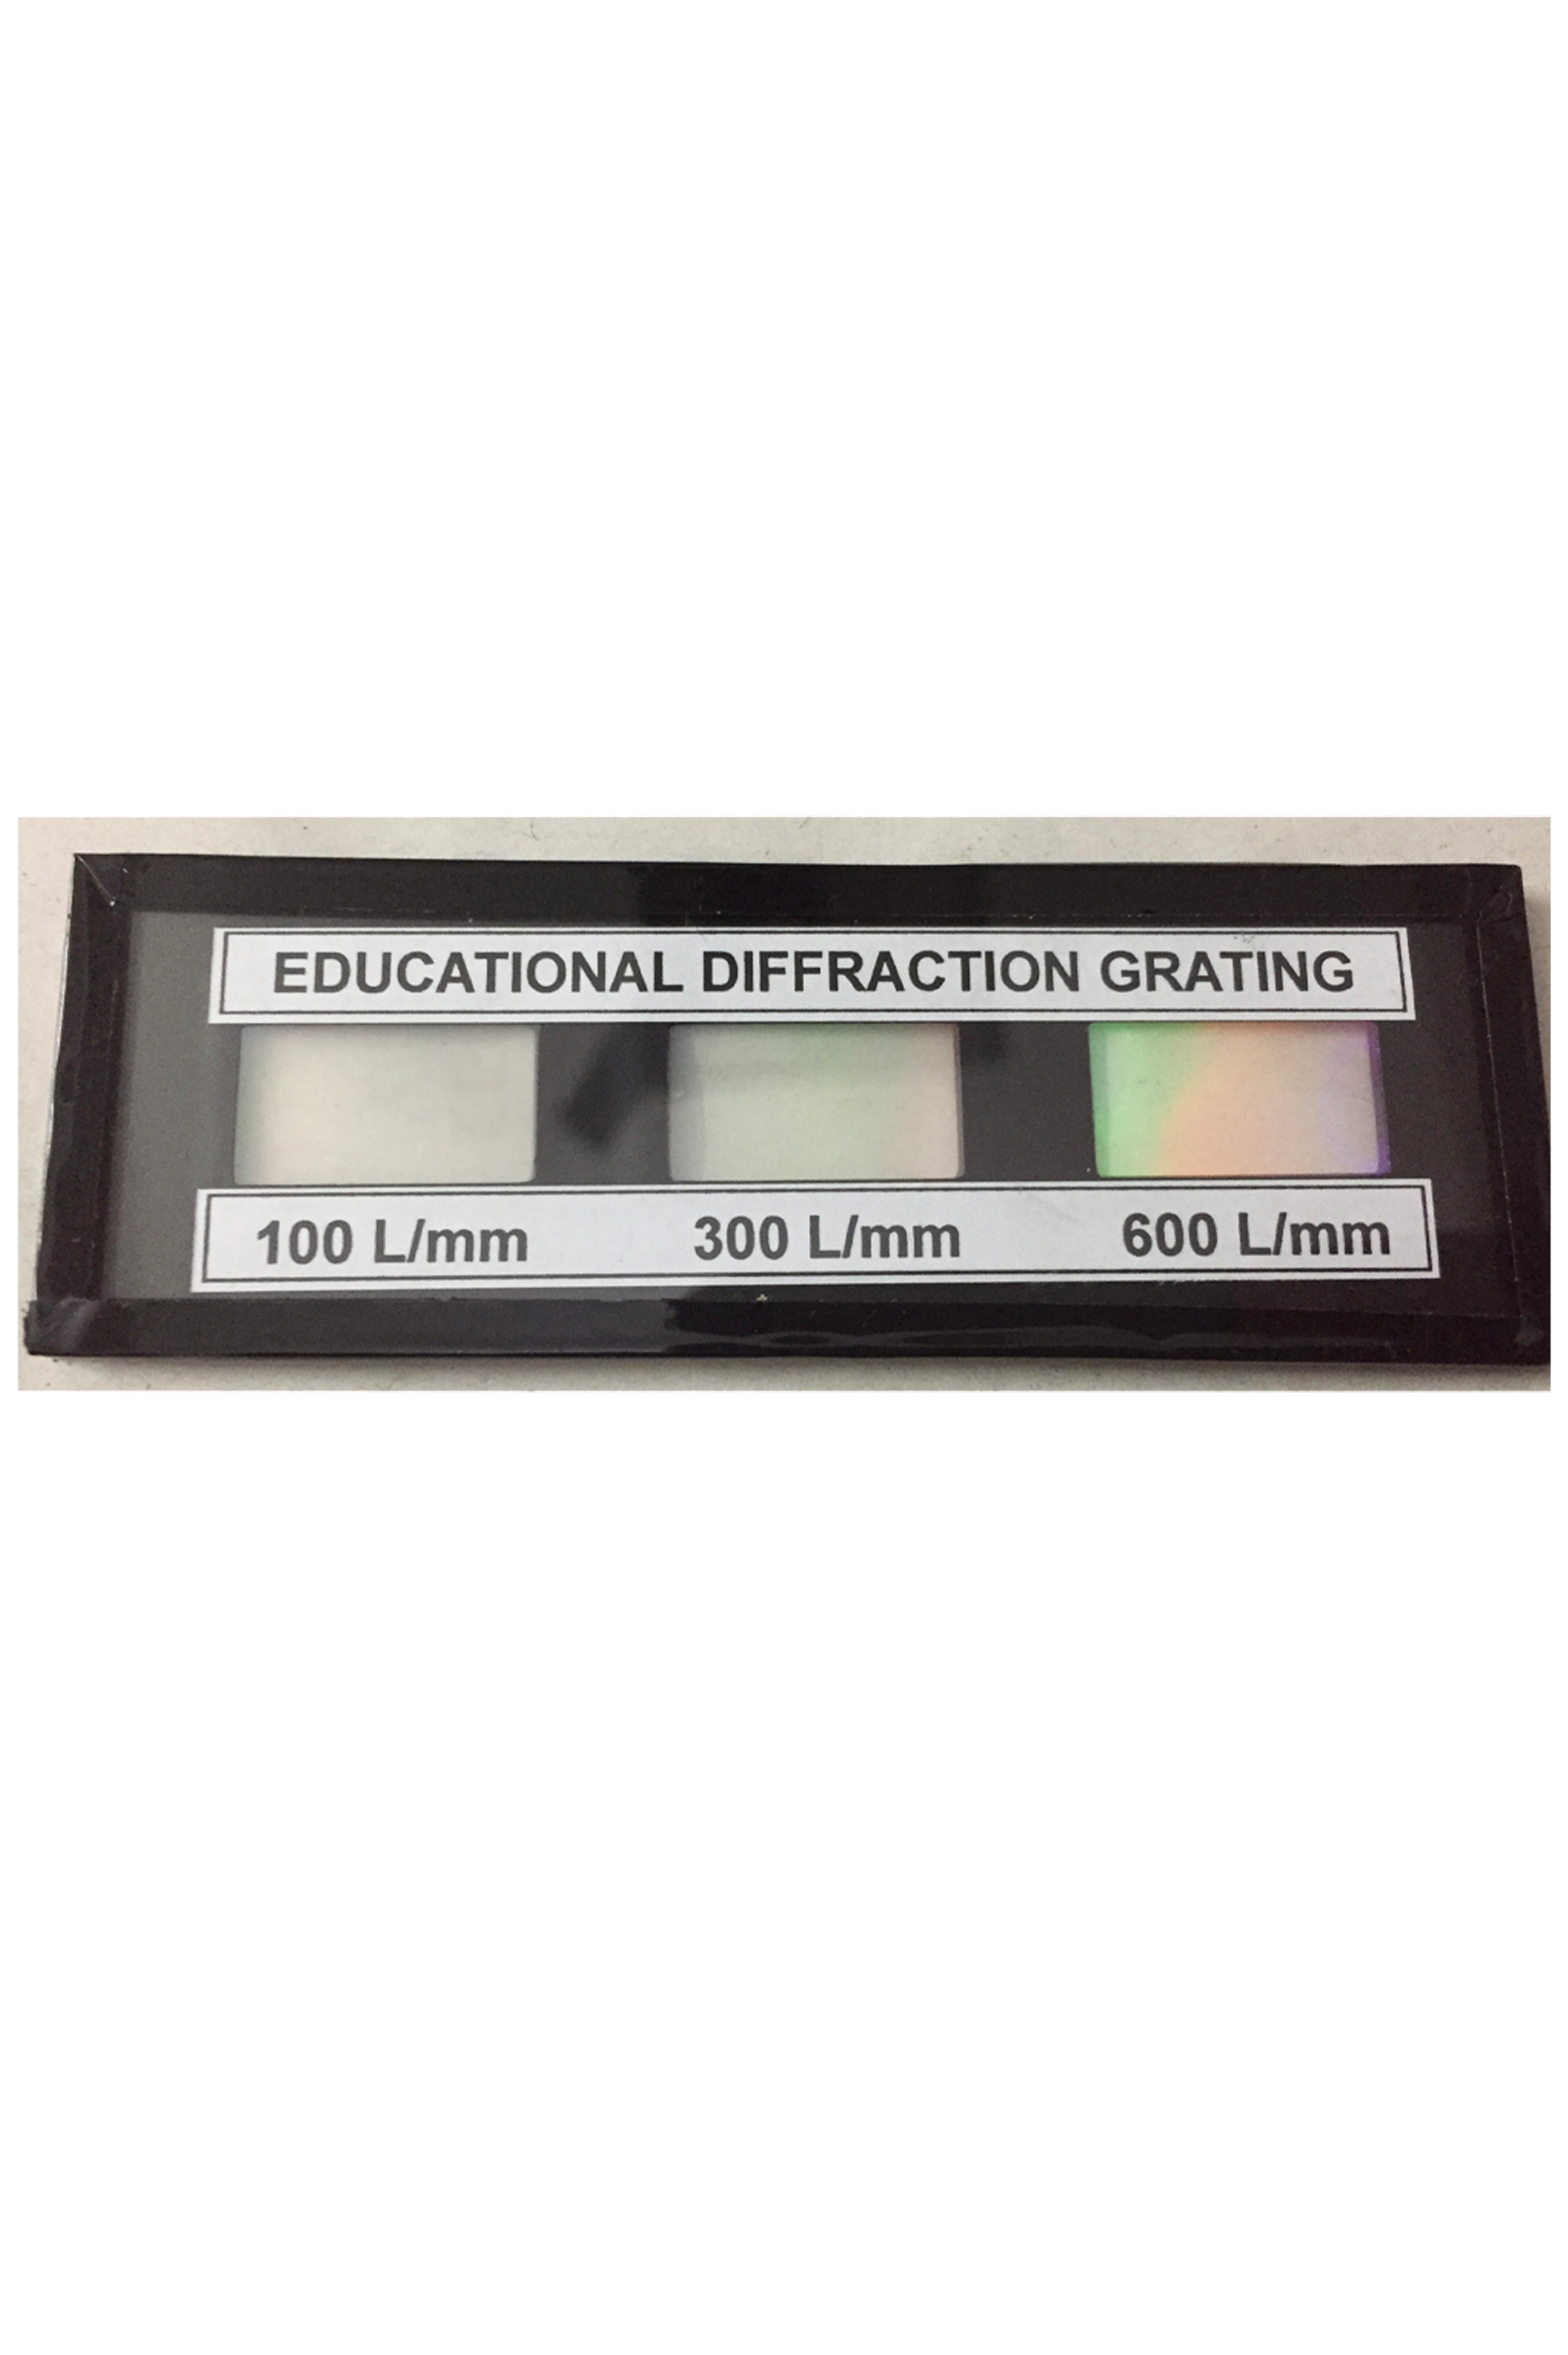 EDUCATIONAL DIFFRACTION GRATING
100 L/mm 300 L/mm 600 L/mm